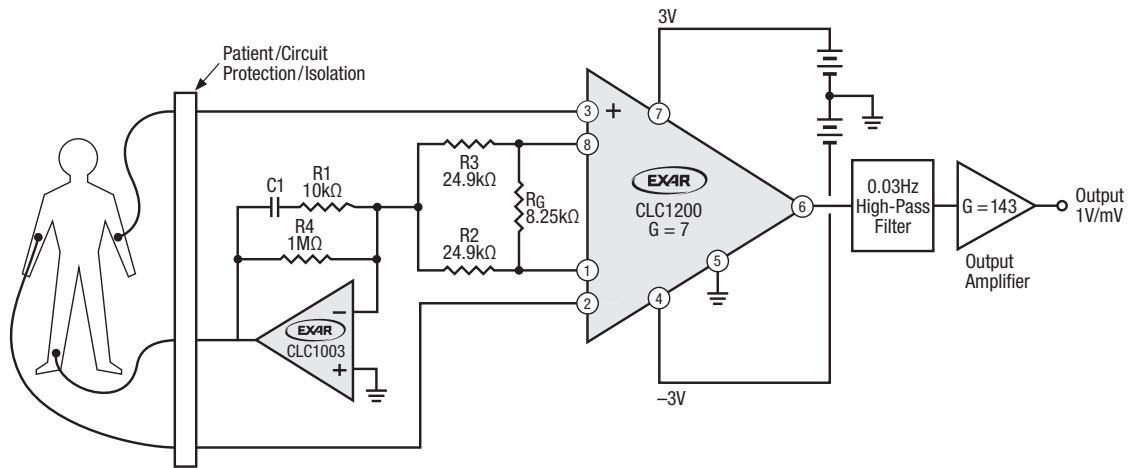 Patient/Circuit
Protection/Isolation
3V
3
+
7
8
R3
24.9kΩ
C1
R1
10kΩ
R4
1MΩ
RG
8.25kΩ
EXAR
CLC1200
G = 7
6
0.03Hz
High-Pass
Filter
G = 143
Output
1V/mV
Output
Amplifier
R2
24.9kΩ
1
5
2
4
–
EXAR
CLC1003
+
–3V